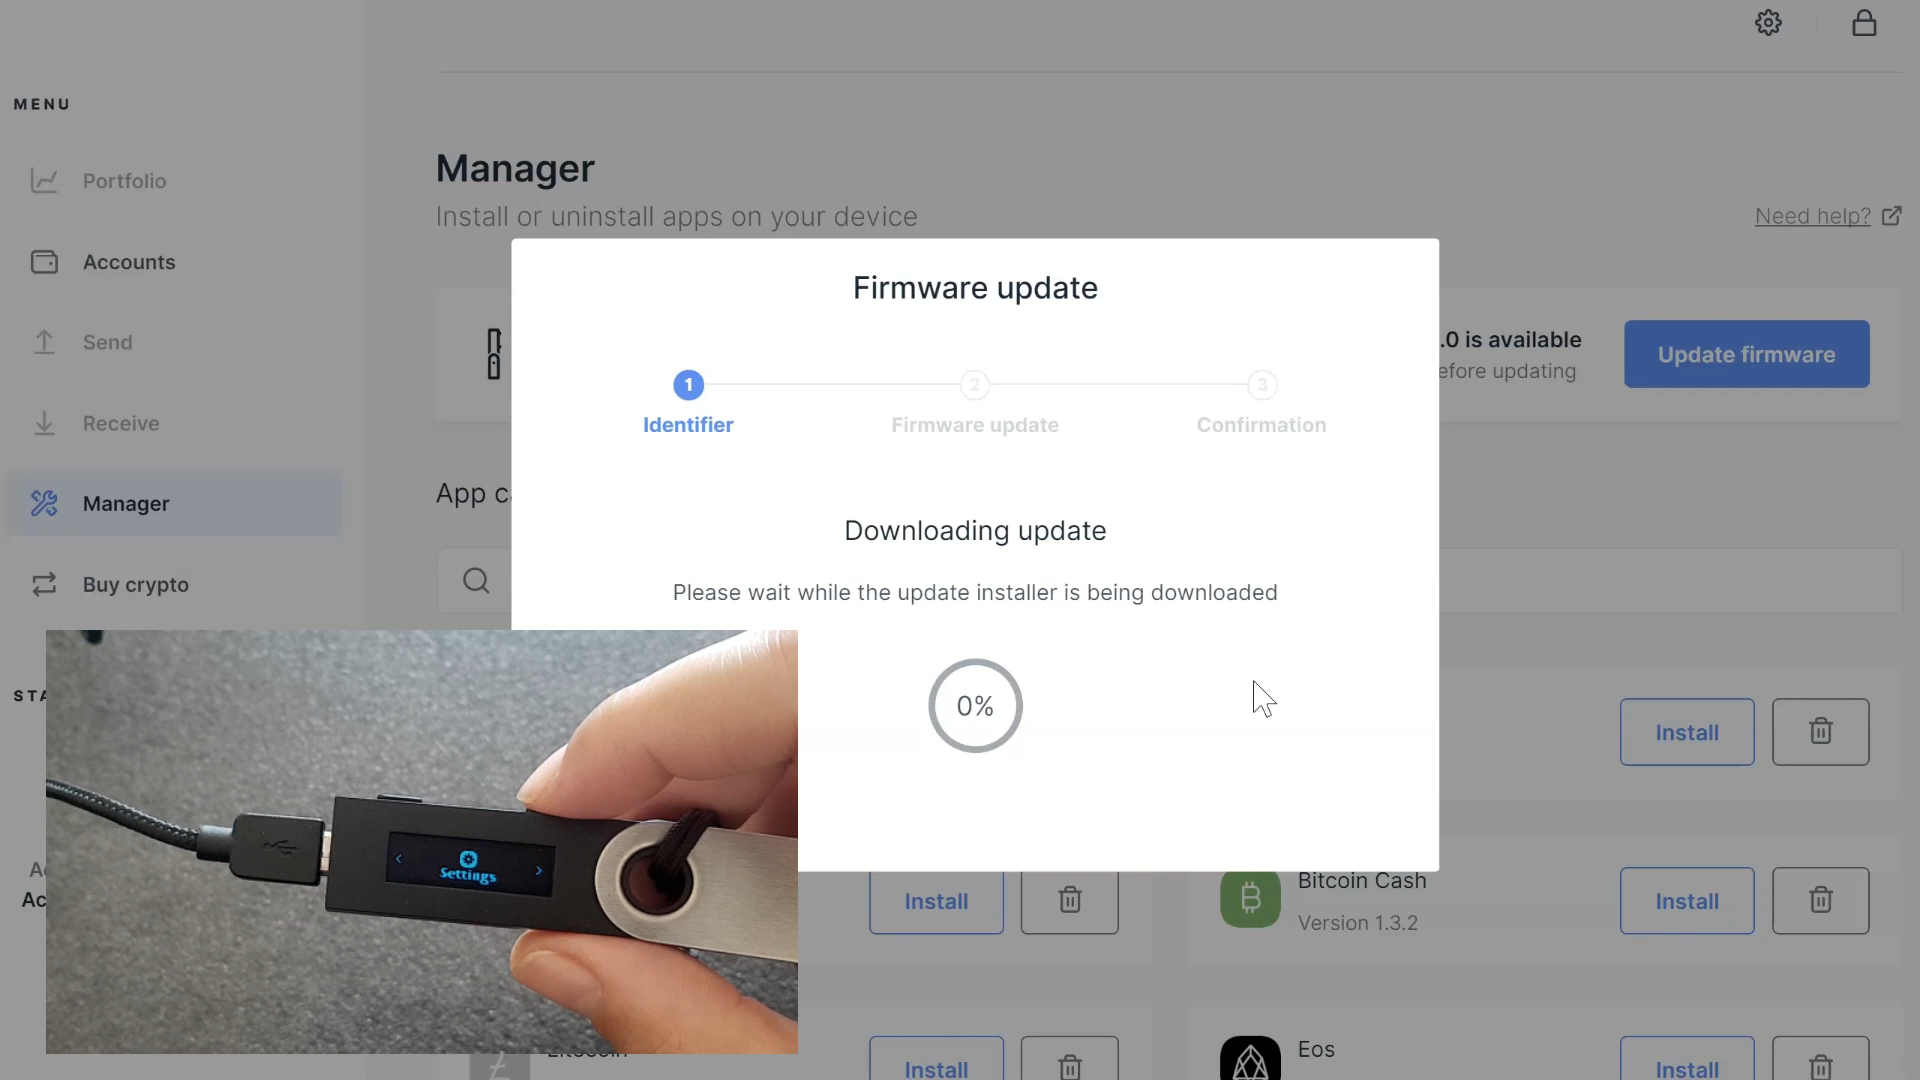 MENU
Portfolio
Accounts
Send
Receive
Manager
Buy crypto
Manager
Install or uninstall apps on your device
Need help?
.0 is available
efore updating
Update firmware
App c
Firmware update
1
2
3
Identifier
Firmware update
Confirmation
Downloading update
Please wait while the update installer is being downloaded
0%
STA
Ac
< Settings >
Install
Install
Bitcoin Cash
Version 1.3.2
Install
Install
Eos
Install